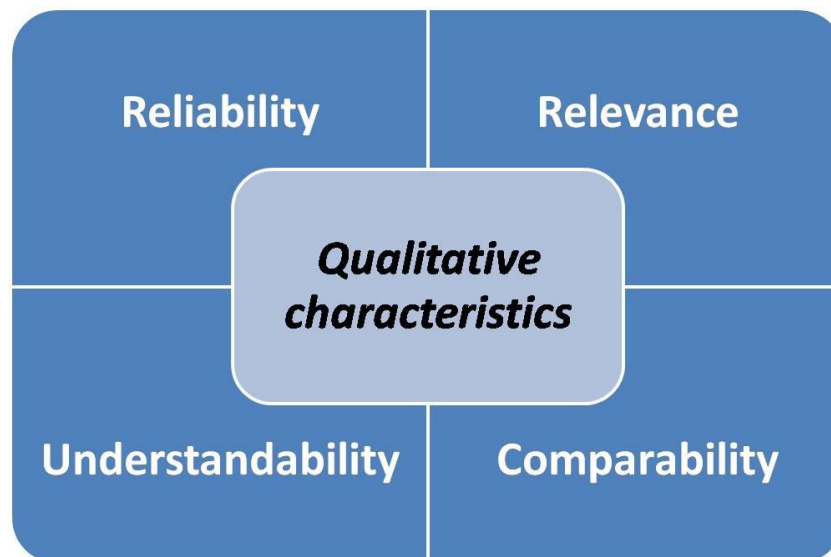 Reliability
Relevance
Qualitative
characteristics
Understandability
Comparability